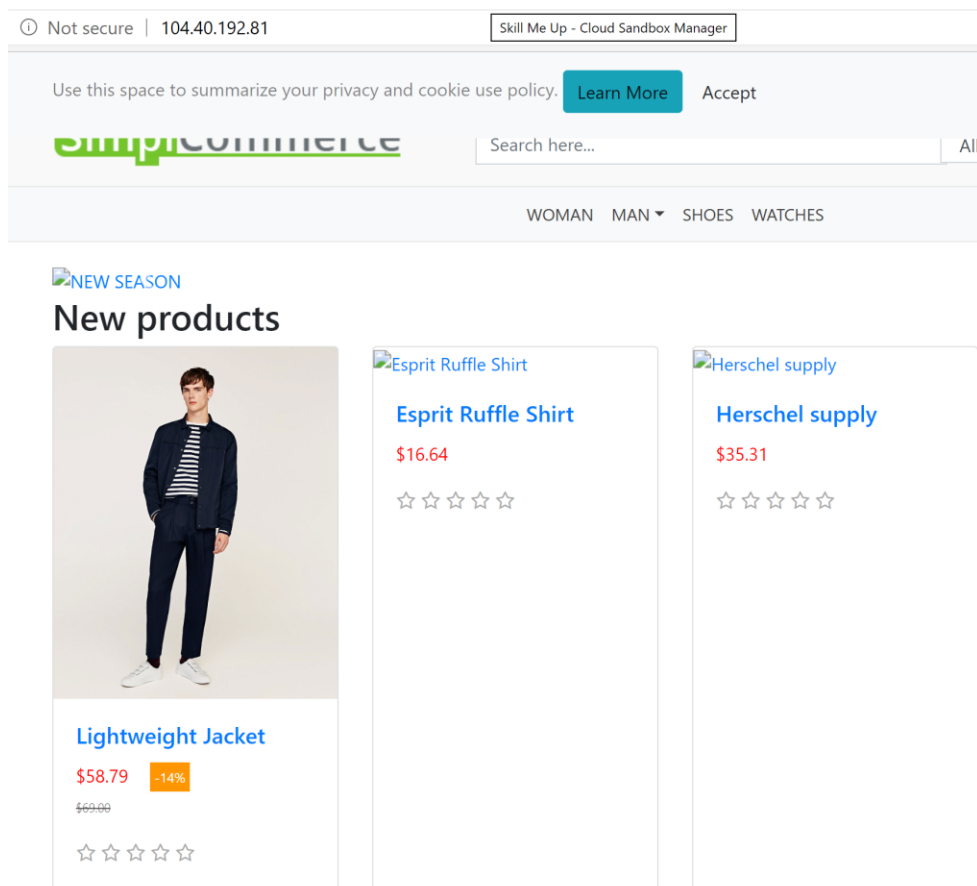 Not secure | 104.40.192.81
Skill Me Up - Cloud Sandbox Manager
Use this space to summarize your privacy and cookie use policy. Learn More Accept
SimplCommerce
Search here...
All
WOMAN MAN SHOES WATCHES
NEW SEASON
New products
Esprit Ruffle Shirt
Herschel supply
Esprit Ruffle Shirt
Herschel supply
$16.64
$35.31
Lightweight Jacket
$58.79 -14%
$69.00